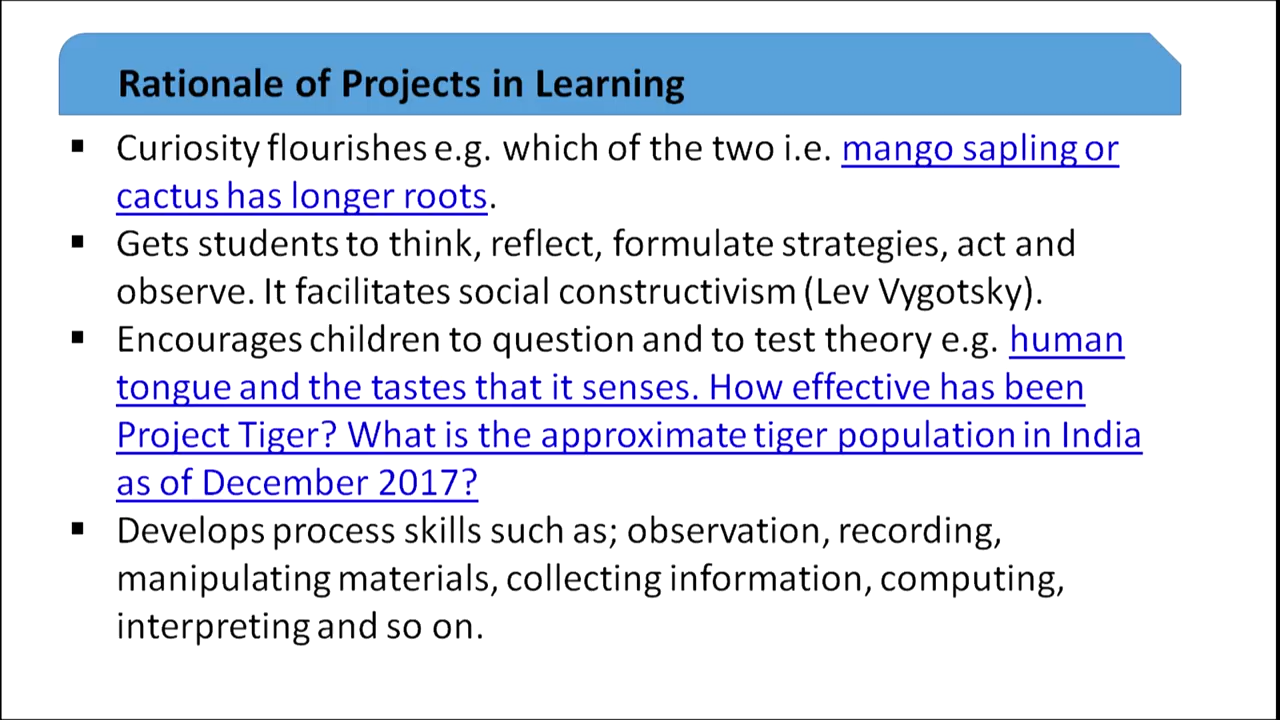 Rationale of Projects in Learning
▪ Curiosity flourishes e.g. which of the two i.e. mango sapling or
cactus has longer roots.
▪ Gets students to think, reflect, formulate strategies, act and
observe. It facilitates social constructivism (Lev Vygotsky).
▪ Encourages children to question and to test theory e.g. human
tongue and the tastes that it senses. How effective has been
Project Tiger? What is the approximate tiger population in India
as of December 2017?
▪ Develops process skills such as; observation, recording,
manipulating materials, collecting information, computing,
interpreting and so on.